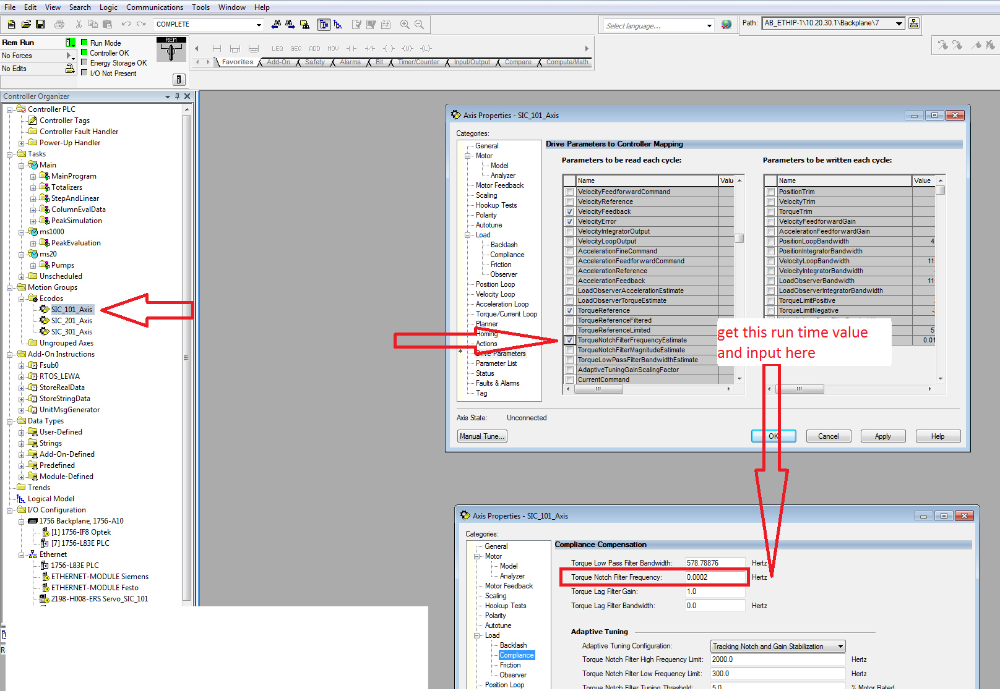 File Edit View Search Logic Communications Tools Window Help
COMPLETE
Select language...
Path: AB_ETHIP-1\10.20.30.1\Backplane\7
Rem Run
No Forces
No Edits
Run Mode
Controller OK
Energy Storage OK
I/O Not Present
REM
LEQ GEQ ADD MOV
Favorites Add-On Safety Alarms Bit Timer/Counter Input/Output Compare Compute/Math
Controller Organizer
Controller PLC
Controller Tags
Controller Fault Handler
Power-Up Handler
Tasks
Main
MainProgram
Totalizers
StepAndLinear
ColumnEvalData
PeakSimulation
ms1000
PeakEvaluation
ms20
Pumps
Unscheduled
Motion Groups
Ecodos
SIC_101_Axis
SIC_201_Axis
SIC_301_Axis
Ungrouped Axes
Add-On Instructions
Fsub0
RTOS_LEWA
StoreRealData
StoreStringData
UnitMsgGenerator
Data Types
User-Defined
Strings
Add-On-Defined
Predefined
Module-Defined
Trends
Logical Model
I/O Configuration
1756 Backplane, 1756-A10
[1] 1756-IF8 Optek
[7] 1756-L83E PLC
Ethernet
1756-L83E PLC
ETHERNET-MODULE Siemens
ETHERNET-MODULE Festo
2198-H008-ERS Servo_SIC_101
Axis Properties - SIC_101_Axis
Categories:
General
Motor
Model
Analyzer
Motor Feedback
Scaling
Hookup Tests
Polarity
Autotune
Load
Backlash
Compliance
Friction
Observer
Position Loop
Velocity Loop
Acceleration Loop
Torque/Current Loop
Planner
Homing
Actions
* Drive Parameters
Parameter List
Status
Faults & Alarms
Tag
Drive Parameters to Controller Mapping
Parameters to be read each cycle:
Name Valu
VelocityFeedforwardCommand
VelocityReference
VelocityFeedback
VelocityError
VelocityIntegratorOutput
VelocityLoopOutput
AccelerationFineCommand
AccelerationFeedforwardCommand
AccelerationReference
AccelerationFeedback
LoadObserverAccelerationEstimate
LoadObserverTorqueEstimate
TorqueReference
TorqueReferenceFiltered
TorqueReferenceLimited
TorqueNotchFilterFrequencyEstimate
TorqueNotchFilterMagnitudeEstimate
TorqueLowPassFilterBandwidthEstimate
AdaptiveTuningGainScalingFactor
CurrentCommand
Parameters to be written each cycle:
Name Value
PositionTrim
VelocityTrim
TorqueTrim
VelocityFeedforwardGain
AccelerationFeedforwardGain
PositionLoopBandwidth 4
PositionIntegratorBandwidth
VelocityLoopBandwidth 11
VelocityIntegratorBandwidth
LoadObserverBandwidth 11
LoadObserverIntegratorBandwidth
TorqueLimitPositive
TorqueLimitNegative -
5
0.01
get this run time value
and input here
Axis State: Unconnected
Manual Tune...
OK Cancel Apply Help
Axis Properties - SIC_101_Axis
Categories:
General
Motor
Model
Analyzer
Motor Feedback
Scaling
Hookup Tests
Polarity
Autotune
Load
Backlash
Compliance
Friction
Observer
Position Loop
Compliance Compensation
Torque Low Pass Filter Bandwidth: 578.78876 Hertz
Torque Notch Filter Frequency: 0.0002 Hertz
Torque Lag Filter Gain: 1.0
Torque Lag Filter Bandwidth: 0.0 Hertz
Adaptive Tuning
Adaptive Tuning Configuration: Tracking Notch and Gain Stabilization
Torque Notch Filter High Frequency Limit: 2000.0 Hertz
Torque Notch Filter Low Frequency Limit: 300.0 Hertz
Torque Notch Filter Tuning Threshold: 5.0 % Motor Rated